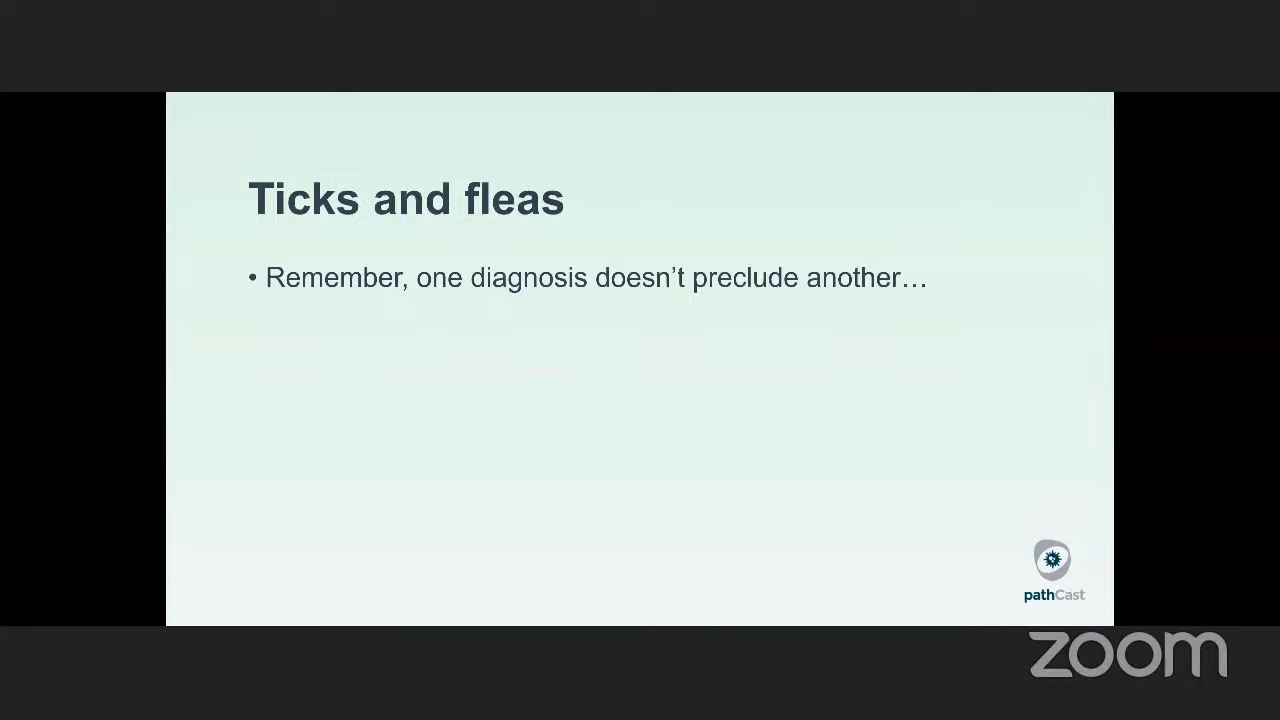 Ticks and fleas
• Remember, one diagnosis doesn’t preclude another…
pathCast
zoom